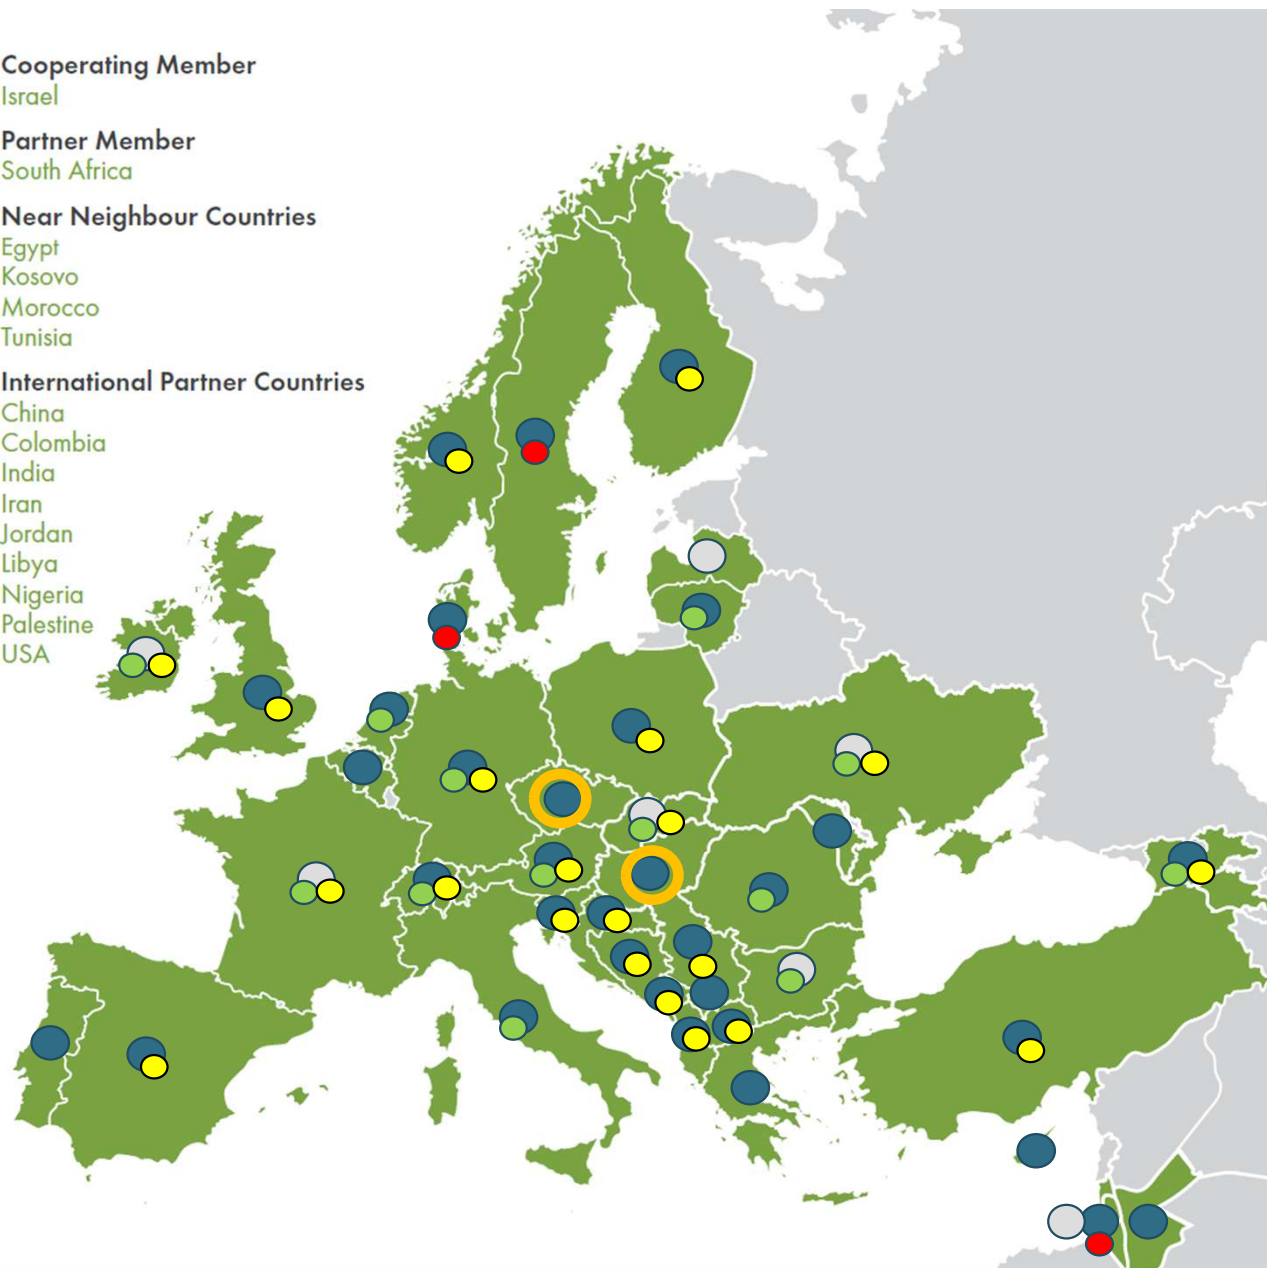 Cooperating Member
Israel
Partner Member
South Africa
Near Neighbour Countries
Egypt
Kosovo
Morocco
Tunisia
International Partner Countries
China
Colombia
India
Iran
Jordan
Libya
Nigeria
Palestine
USA